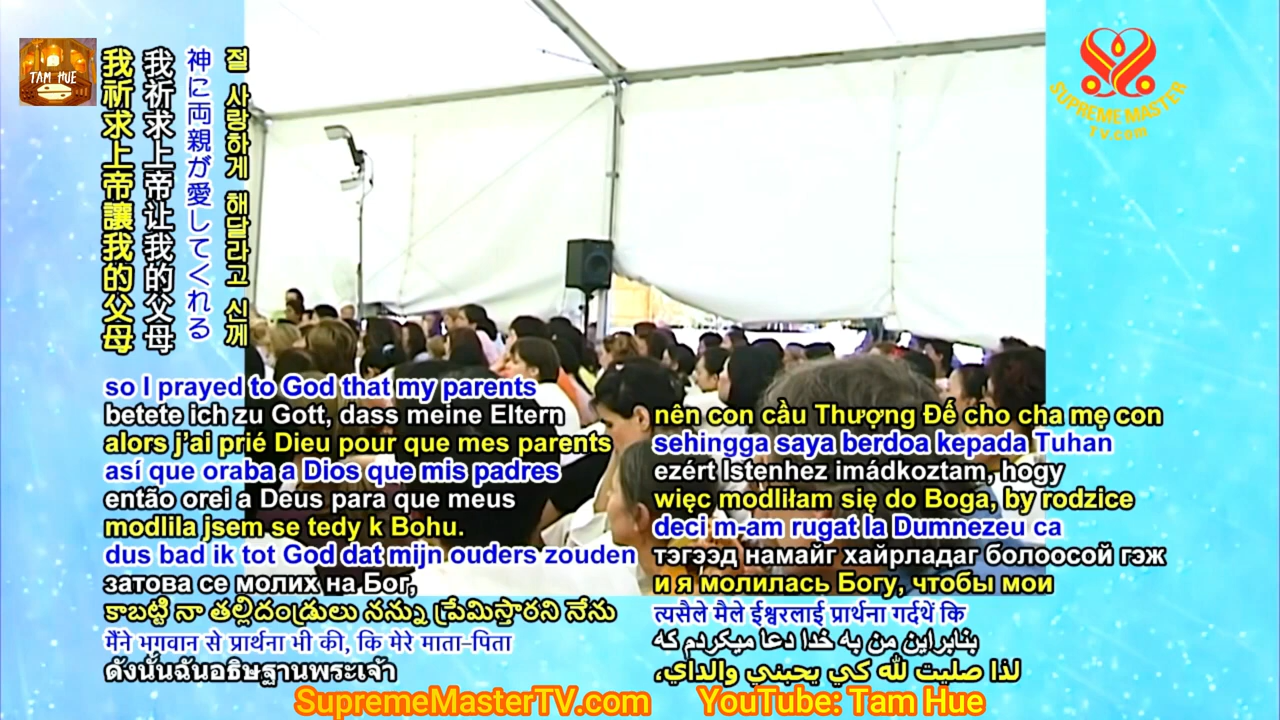 TAM HUE
我祈求上帝讓我的父母
我祈求上帝让我的父母
神に両親が愛してくれる
절 사랑하게 해달라고 신께
SUPREME MASTER
TV.com
so I prayed to God that my parents
betete ich zu Gott, dass meine Eltern
alors j'ai prié Dieu pour que mes parents
así que oraba a Dios que mis padres
então orei a Deus para que meus
modlila jsem se tedy k Bohu.
dus bad ik tot God dat mijn ouders zouden
затова се молих на Бог,
కాబట్టి నా తల్లిదండ్రులు నన్ను ప్రేమిస్తారని నేను
मैंने भगवान से प्रार्थना भी की, कि मेरे माता-पिता
ดังนั้นฉันอธิษฐานพระเจ้า
nên con cầu Thượng Đế cho cha mẹ con
sehingga saya berdoa kepada Tuhan
ezért Istenhez imádkoztam, hogy
więc modliłam się do Boga, by rodzice
deci m-am rugat la Dumnezeu ca
тэгээд намайг хайрладаг болоосой гэж
и я молилась Богу, чтобы мои
त्यसैले मैले ईश्वरलाई प्रार्थना गर्दथें कि
بنابراین من به خدا دعا میکردم که
لذا صليت لله كي يحبني والداي،
SupremeMasterTV.com
YouTube: Tam Hue